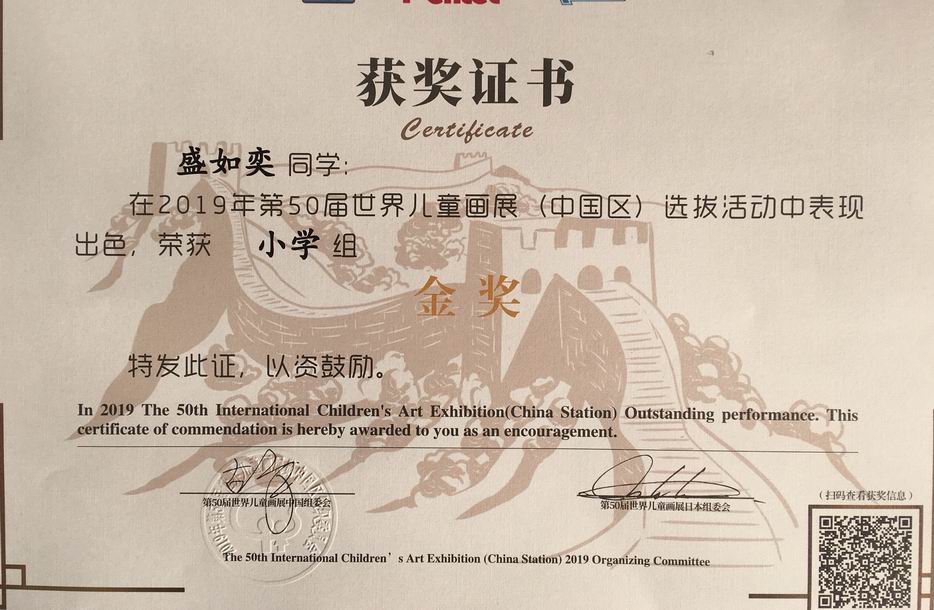 获奖证书
Certificate
盛如奕 同学:
在2019年第50届世界儿童画展（中国区）选拔活动中表现
出色，荣获 小学 组
金奖
特发此证，以资鼓励。
In 2019 The 50th International Children's Art Exhibition(China Station) Outstanding performance. This
certificate of commendation is hereby awarded to you as an encouragement.
（扫码查看获奖信息）
第50届世界儿童画展中国组委会 第50届世界儿童画展日本组委会
The 50th International Children’s Art Exhibition (China Station) 2019 Organizing Committee